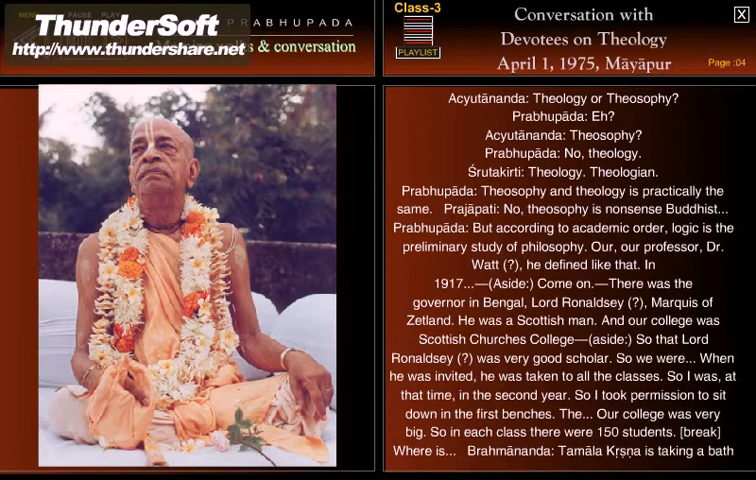 MENU
PAUSE
PLAY
ThunderSoft
http://www.thundershare.net
PRABHUPADA
& conversation
Class-3
PLAYLIST
Conversation with
Devotees on Theology
April 1, 1975, Māyāpur
X
Page :04
Acyutānanda: Theology or Theosophy?
Prabhupāda: Eh?
Acyutānanda: Theosophy?
Prabhupāda: No, theology.
Śrutakīrti: Theology. Theologian.
Prabhupāda: Theosophy and theology is practically the
same. Prajāpati: No, theosophy is nonsense Buddhist...
Prabhupāda: But according to academic order, logic is the
preliminary study of philosophy. Our, our professor, Dr.
Watt (?), he defined like that. In
1917...—(Aside:) Come on.—There was the
governor in Bengal, Lord Ronaldsey (?), Marquis of
Zetland. He was a Scottish man. And our college was
Scottish Churches College—(aside:) So that Lord
Ronaldsey (?) was very good scholar. So we were... When
he was invited, he was taken to all the classes. So I was, at
that time, in the second year. So I took permission to sit
down in the first benches. The... Our college was very
big. So in each class there were 150 students. [break]
Where is... Brahmānanda: Tamāla Kṛṣṇa is taking a bath